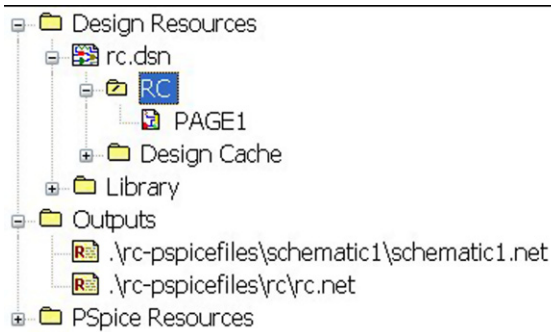 Design Resources
rc.dsn
RC
PAGE1
Design Cache
Library
Outputs
.\rc-pspicefiles\schematic1\schematic1.net
.\rc-pspicefiles\rc\rc.net
PSpice Resources